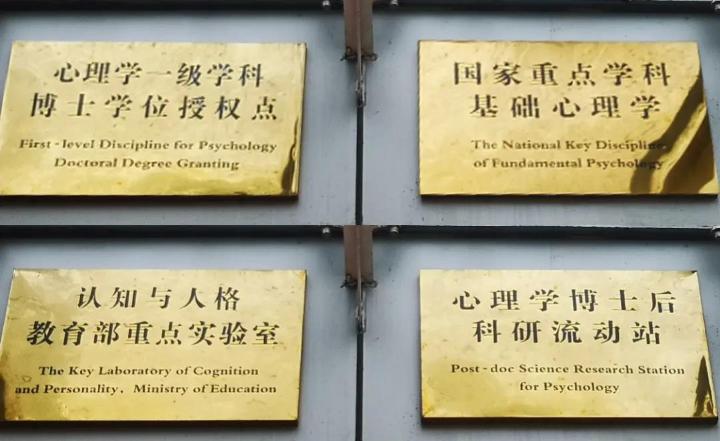 心理学一级学科
博士学位授权点
First-level Discipline for Psychology
Doctoral Degree Granting
国家重点学科
基础心理学
The National Key Discipline
of Fundamental Psychology
认知与人格
教育部重点实验室
The Key Laboratory of Cognition
and Personality, Ministry of Education
心理学博士后
科研流动站
Post-doc Science Research Station
for Psychology